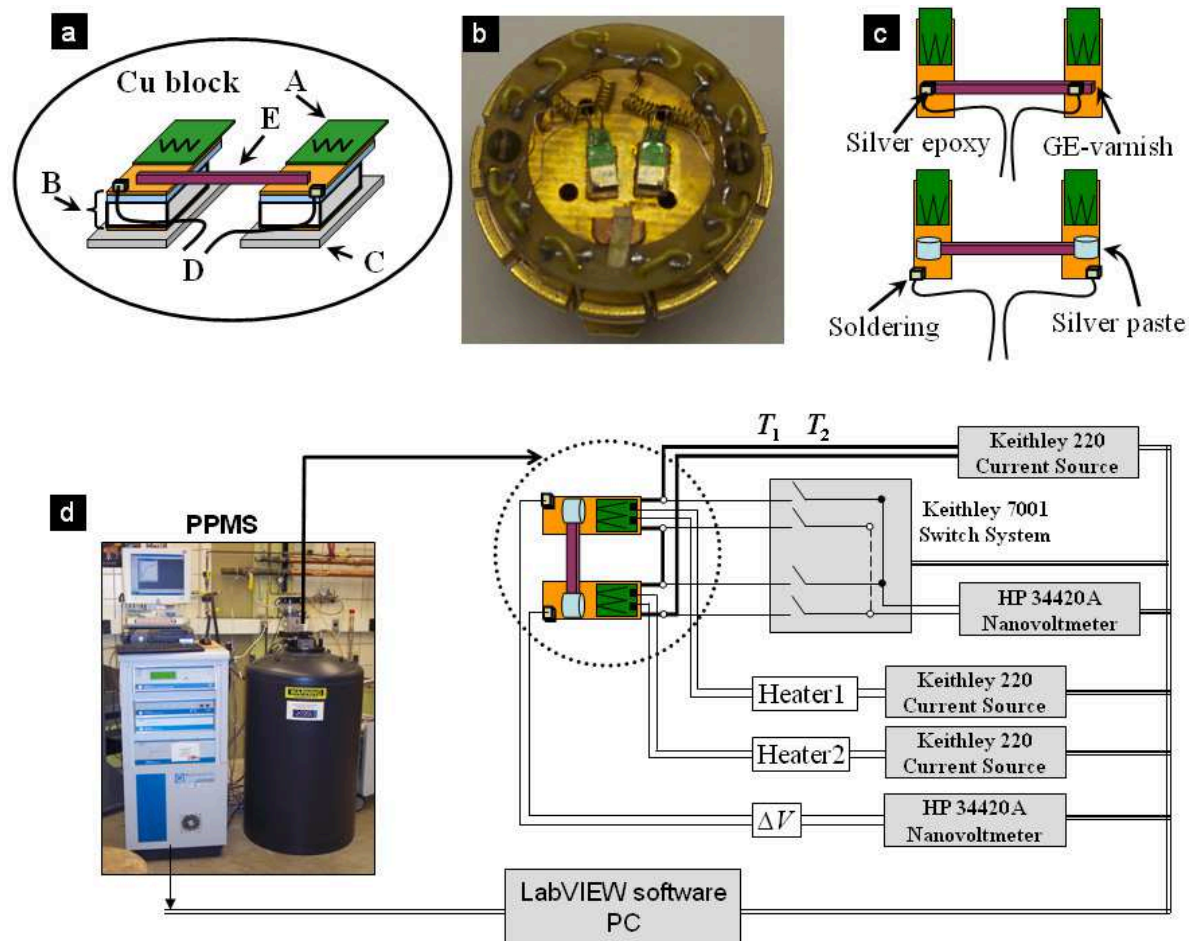 a
Cu block
A
E
B
D
C
b
c
Silver epoxy
GE-varnish
Soldering
Silver paste
d
PPMS
WARNING
T1 T2
Keithley 220
Current Source
Keithley 7001
Switch System
HP 34420A
Nanovoltmeter
Heater1
Keithley 220
Current Source
Heater2
Keithley 220
Current Source
ΔV
HP 34420A
Nanovoltmeter
LabVIEW software
PC